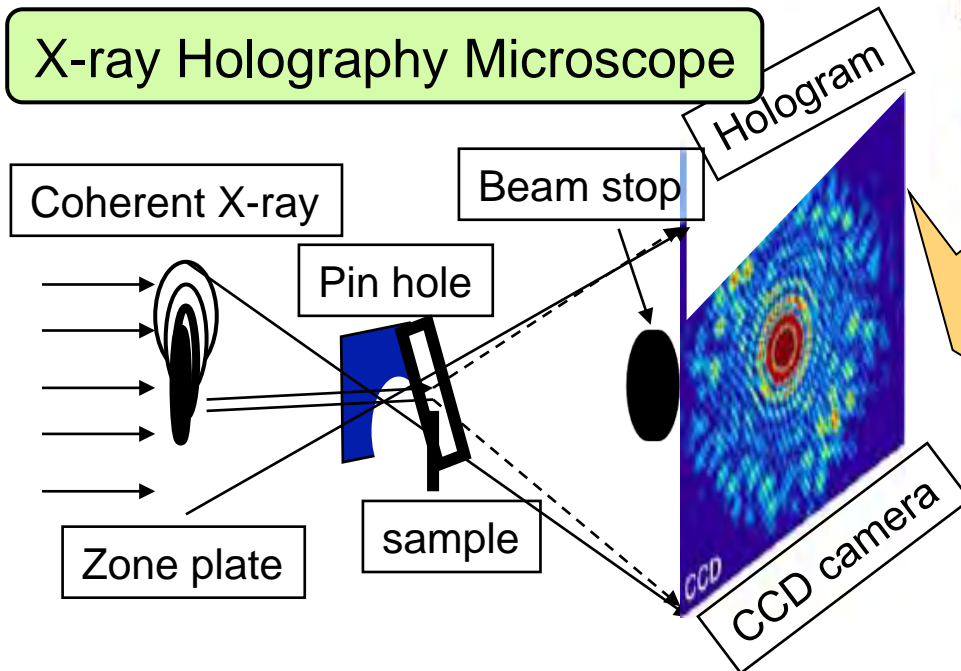 X-ray Holography Microscope
Hologram
Coherent X-ray
Beam stop
Pin hole
Zone plate
sample
CCD
CCD camera